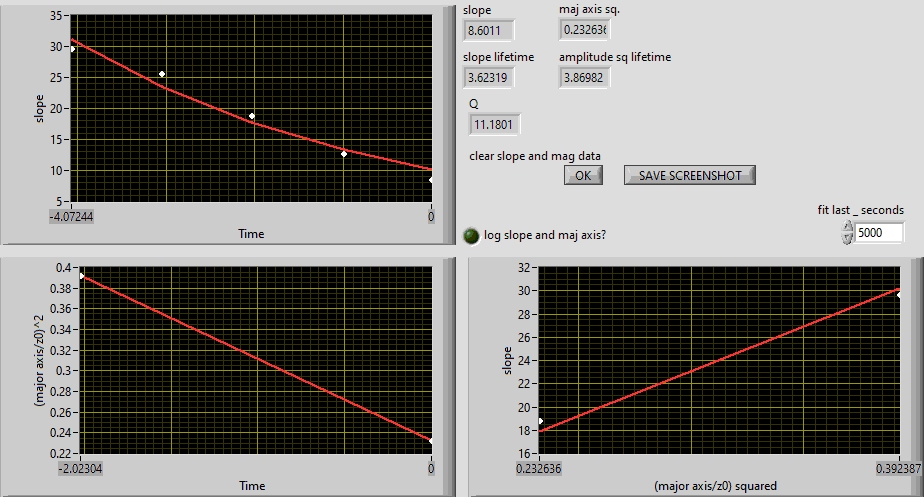 35
30
25
20
15
10
5
slope
-4.07244
0
Time
slope
maj axis sq.
8.6011
0.232636
slope lifetime
amplitude sq lifetime
3.62319
3.86982
Q
11.1801
clear slope and mag data
OK
SAVE SCREENSHOT
fit last _ seconds
5000
log slope and maj axis?
0.4
0.38
0.36
0.34
0.32
0.3
0.28
0.26
0.24
0.22
(major axis/z0)^2
-2.02304
0
Time
32
30
28
26
24
22
20
18
16
slope
0.232636
0.392387
(major axis/z0) squared